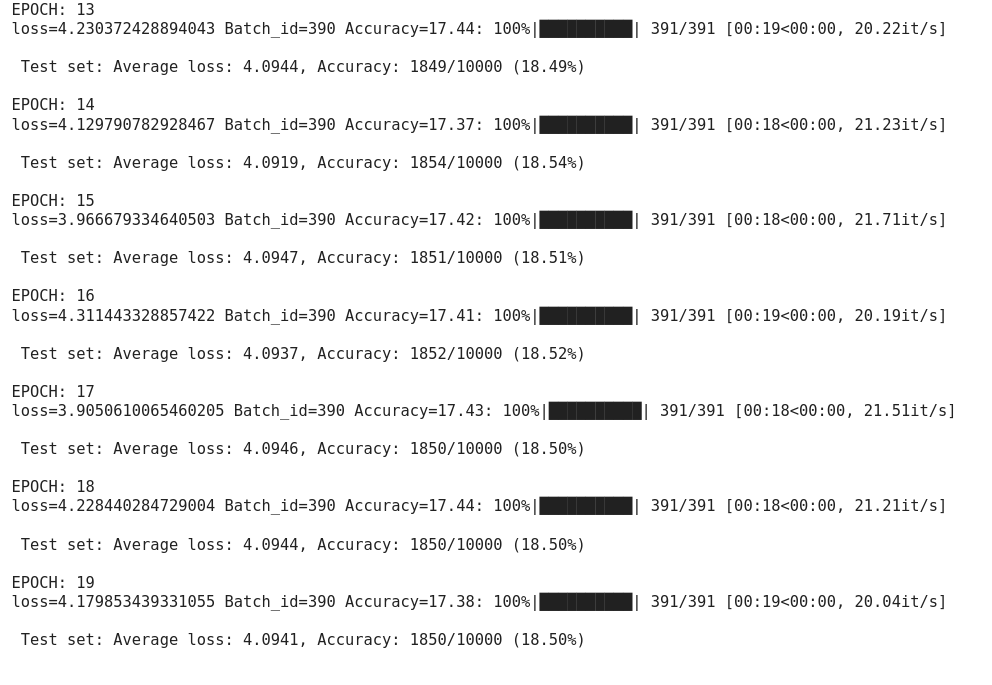 EPOCH: 13
loss=4.230372428894043 Batch_id=390 Accuracy=17.44: 100%|██████████| 391/391 [00:19<00:00, 20.22it/s]
Test set: Average loss: 4.0944, Accuracy: 1849/10000 (18.49%)
EPOCH: 14
loss=4.129790782928467 Batch_id=390 Accuracy=17.37: 100%|██████████| 391/391 [00:18<00:00, 21.23it/s]
Test set: Average loss: 4.0919, Accuracy: 1854/10000 (18.54%)
EPOCH: 15
loss=3.966679334640503 Batch_id=390 Accuracy=17.42: 100%|██████████| 391/391 [00:18<00:00, 21.71it/s]
Test set: Average loss: 4.0947, Accuracy: 1851/10000 (18.51%)
EPOCH: 16
loss=4.311443328857422 Batch_id=390 Accuracy=17.41: 100%|██████████| 391/391 [00:19<00:00, 20.19it/s]
Test set: Average loss: 4.0937, Accuracy: 1852/10000 (18.52%)
EPOCH: 17
loss=3.9050610065460205 Batch_id=390 Accuracy=17.43: 100%|██████████| 391/391 [00:18<00:00, 21.51it/s]
Test set: Average loss: 4.0946, Accuracy: 1850/10000 (18.50%)
EPOCH: 18
loss=4.228440284729004 Batch_id=390 Accuracy=17.44: 100%|██████████| 391/391 [00:18<00:00, 21.21it/s]
Test set: Average loss: 4.0944, Accuracy: 1850/10000 (18.50%)
EPOCH: 19
loss=4.179853439331055 Batch_id=390 Accuracy=17.38: 100%|██████████| 391/391 [00:19<00:00, 20.04it/s]
Test set: Average loss: 4.0941, Accuracy: 1850/10000 (18.50%)